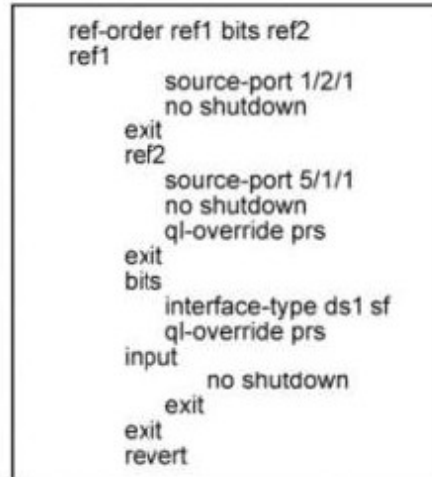 ref-order ref1 bits ref2
ref1
source-port 1/2/1
no shutdown
exit
ref2
source-port 5/1/1
no shutdown
ql-override prs
exit
bits
interface-type ds1 sf
ql-override prs
input
no shutdown
exit
exit
revert